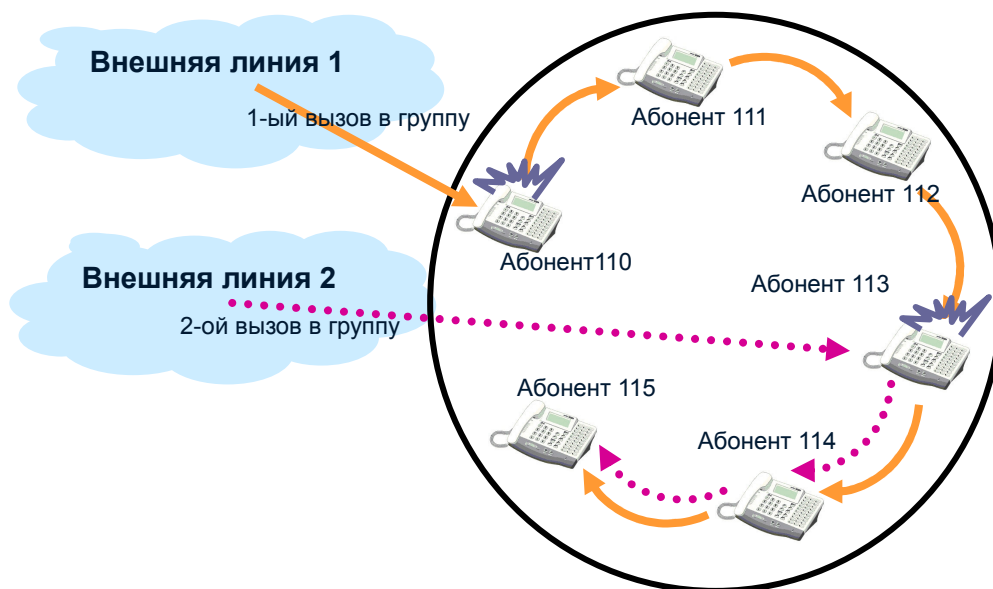 Внешняя линия 1
1-ый вызов в группу
Абонент 111
Абонент 112
Абонент110
Внешняя линия 2
2-ой вызов в группу
Абонент 113
Абонент 115
Абонент 114